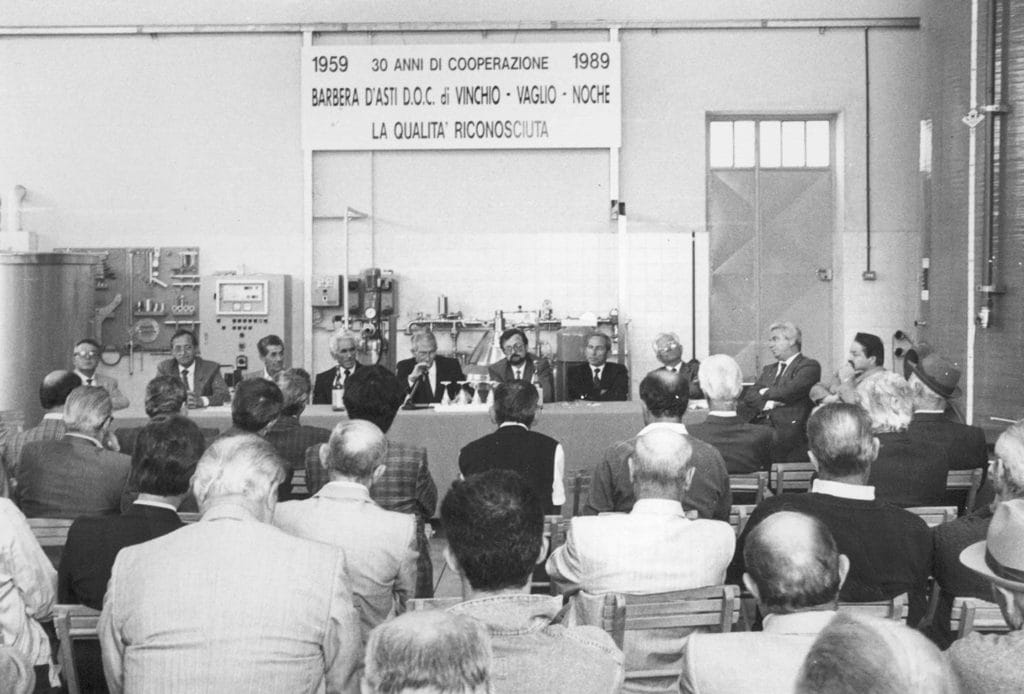 1959 30 ANNI DI COOPERAZIONE 1989
BARBERA D'ASTI D.O.C. di VINCHIO - VAGLIO - NOCHE
LA QUALITA' RICONOSCIUTA